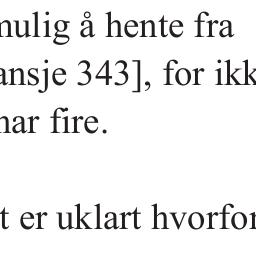 mulig å hente fra
ansje 343], for ikk
har fire.
t er uklart hvorfor